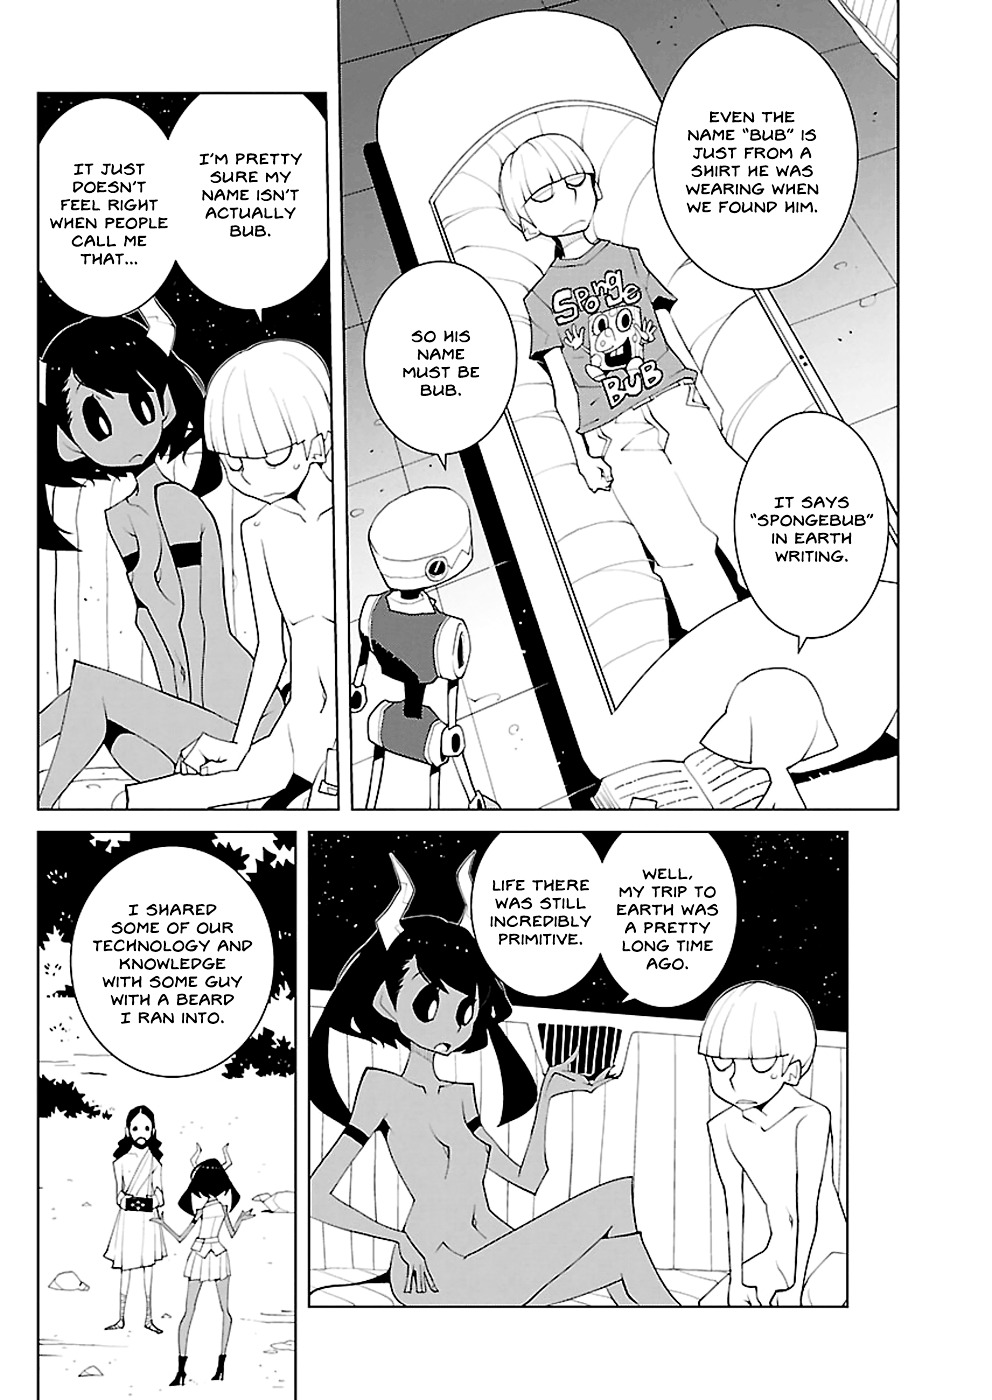 EVEN THE
NAME "BUB" IS
JUST FROM A
SHIRT HE WAS
WEARING WHEN
WE FOUND HIM.
Sponge
BUB
IT SAYS
"SPONGEBUB"
IN EARTH
WRITING.
SO HIS
NAME
MUST BE
BUB.
I'M PRETTY
SURE MY
NAME ISN'T
ACTUALLY
BUB.
IT JUST
DOESN'T
FEEL RIGHT
WHEN PEOPLE
CALL ME
THAT...
WELL,
MY TRIP TO
EARTH WAS
A PRETTY
LONG TIME
AGO.
LIFE THERE
WAS STILL
INCREDIBLY
PRIMITIVE.
I SHARED
SOME OF OUR
TECHNOLOGY AND
KNOWLEDGE
WITH SOME GUY
WITH A BEARD
I RAN INTO.